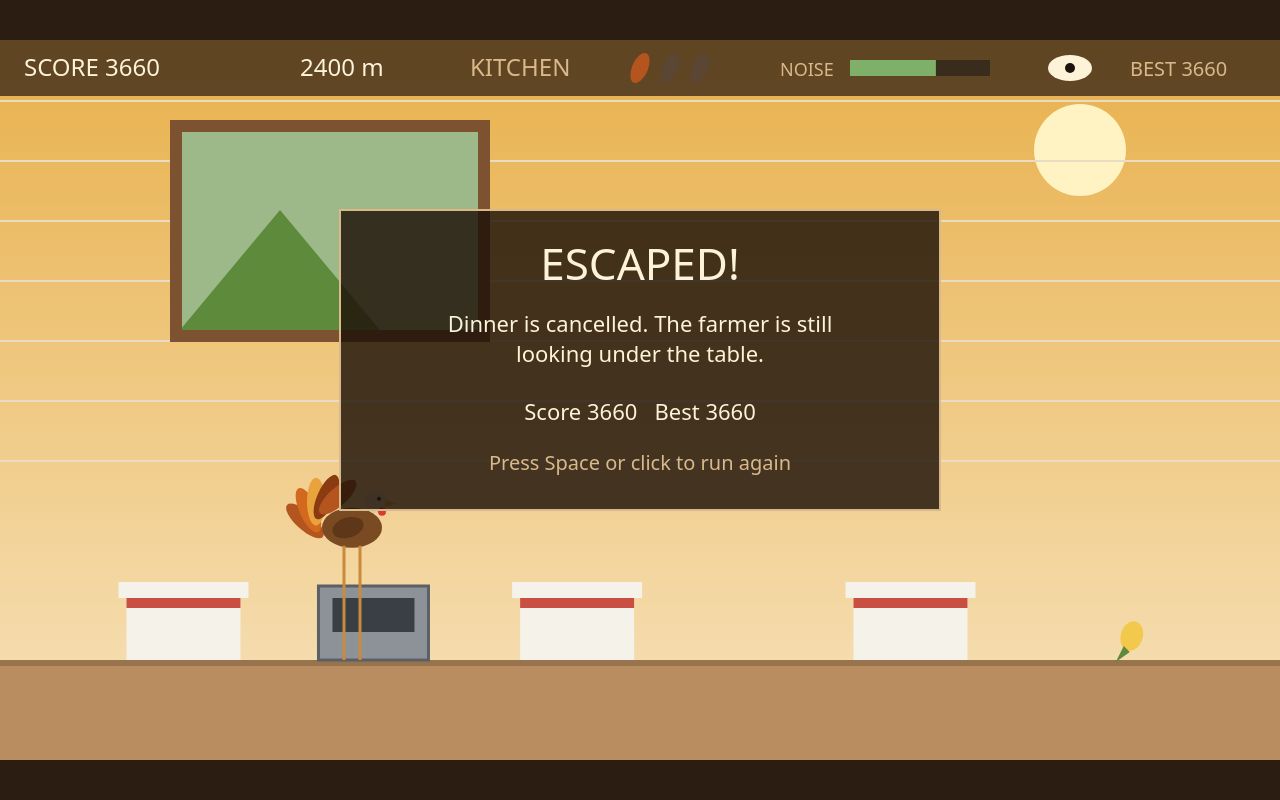 SCORE 3660 2400 m KITCHEN NOISE BEST 3660
ESCAPED!
Dinner is cancelled. The farmer is still
looking under the table.
Score 3660 Best 3660
Press Space or click to run again